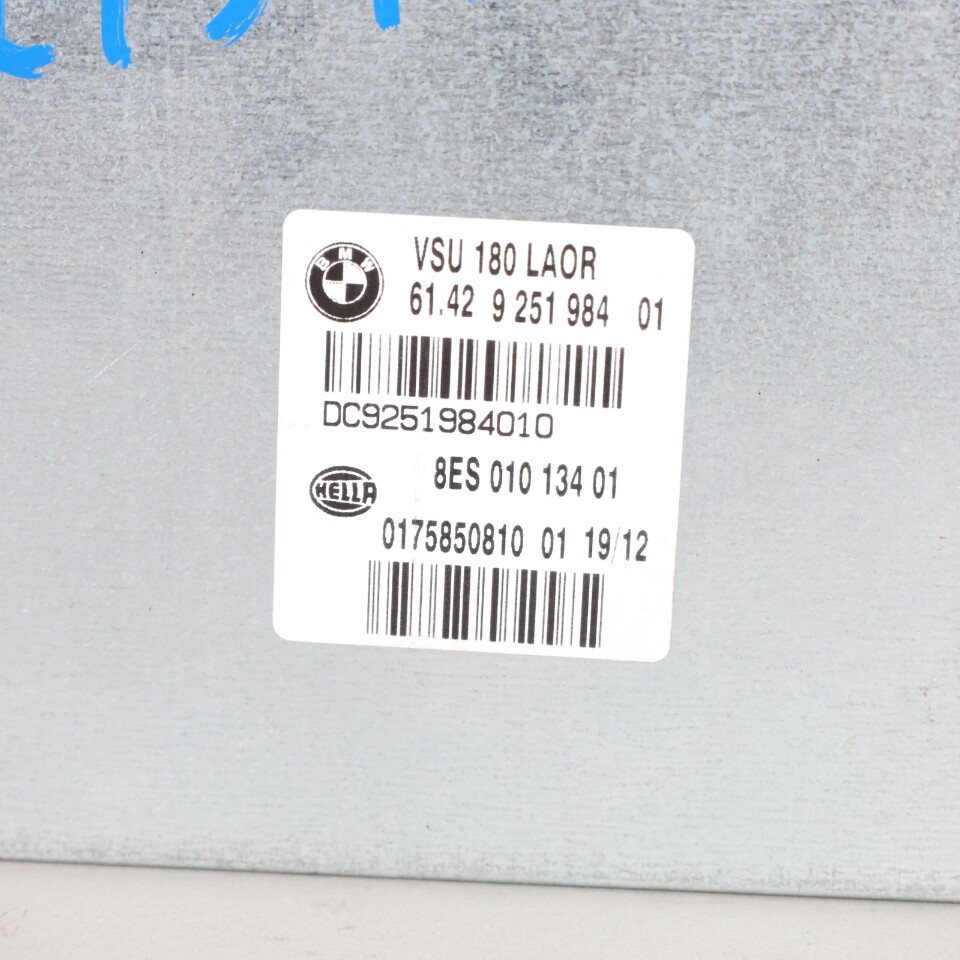 BMW
VSU 180 LAOR
61.42 9 251 984 01
DC9251984010
HELLA
8ES 010 134 01
0175850810 01 19/12